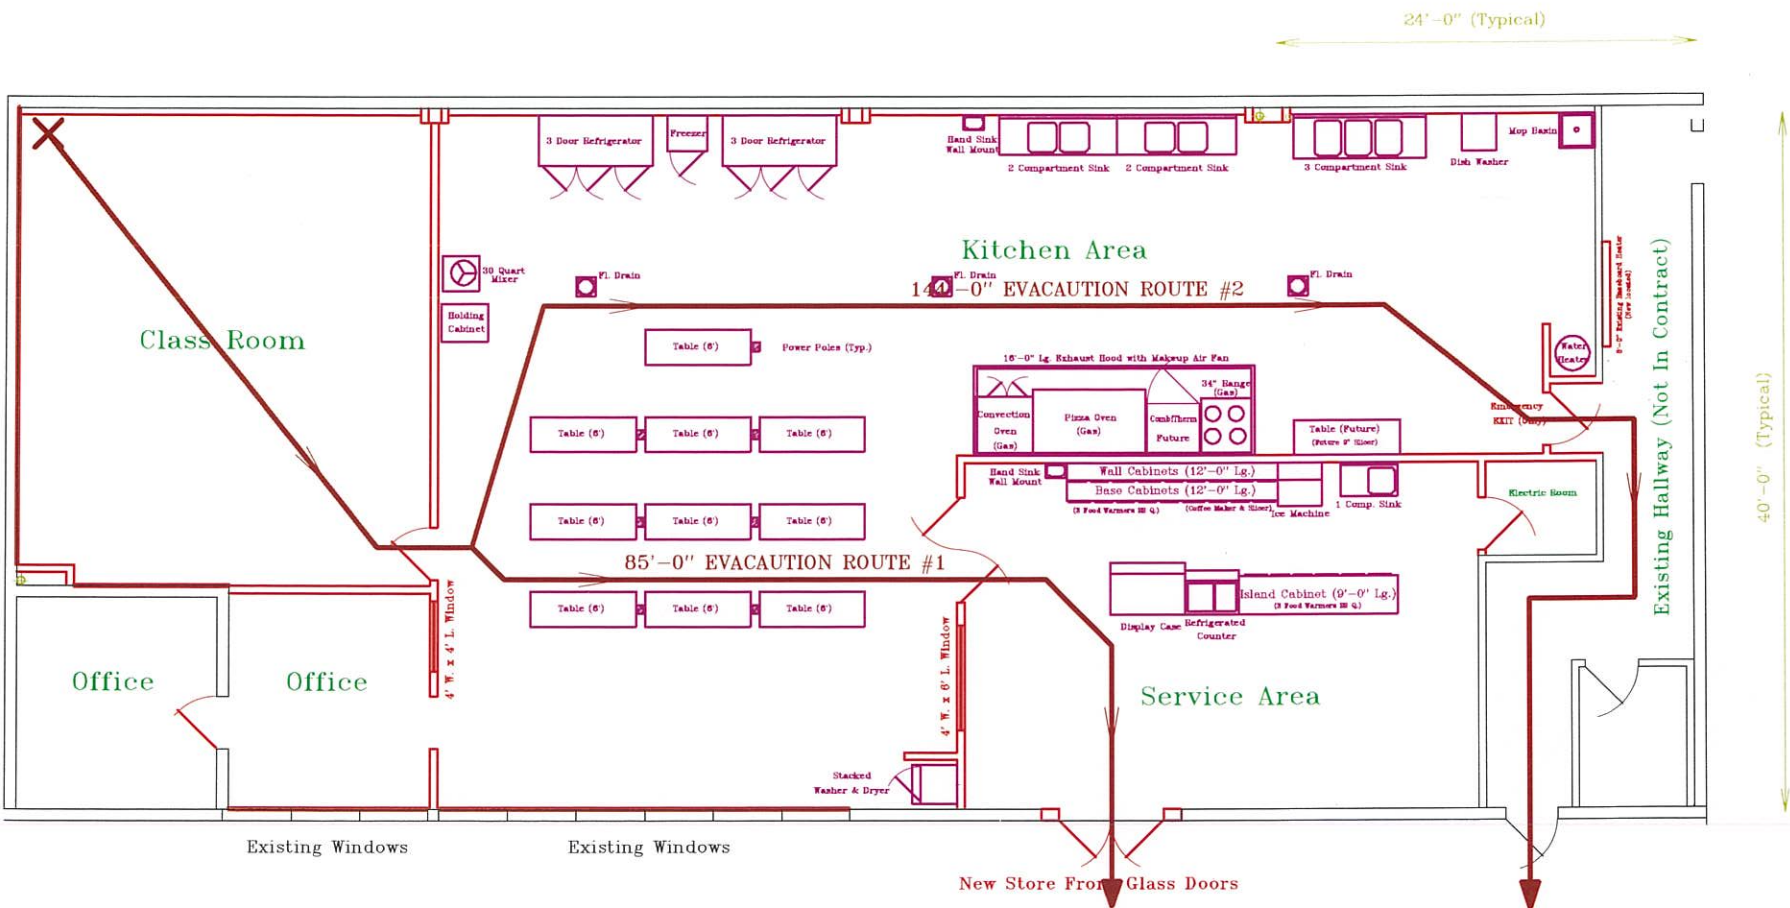 24'-0" (Typical)
3 Door Refrigerator
Freezer
3 Door Refrigerator
Hand Sink
Wall Mount
2 Compartment Sink
2 Compartment Sink
3 Compartment Sink
Dish Washer
Mop Basin
Kitchen Area
30 Quart
Mixer
Fl. Drain
Fl. Drain
Fl. Drain
144'-0" EVACAUTION ROUTE #2
Holding
Cabinet
Class Room
Table (6')
Power Poles (Typ.)
16'-0" Lg. Exhaust Hood with Makeup Air Fan
Water
Heater
(New located)
Existing Hallway (Not In Contract)
40'-0" (Typical)
34" Range
(Gas)
Convection
Oven
(Gas)
Pizza Oven
(Gas)
Future
Emergency
EXIT (Only)
Table (6')
Table (6')
Table (6')
Table (Future)
Hand Sink
Wall Mount
Wall Cabinets (12'-0" Lg.)
Base Cabinets (12'-0" Lg.)
(Coffee Maker & Slicer)
Ice Machine
1 Comp. Sink
Electric Room
Table (6')
Table (6')
Table (6')
85'-0" EVACAUTION ROUTE #1
Table (6')
Table (6')
Table (6')
Island Cabinet (9'-0" Lg.)
Display Case
Refrigerated
Counter
4' W. x 4' L. Window
4' W. x 6' L. Window
Office
Office
Service Area
Stacked
Washer & Dryer
Existing Windows
Existing Windows
New Store Front Glass Doors